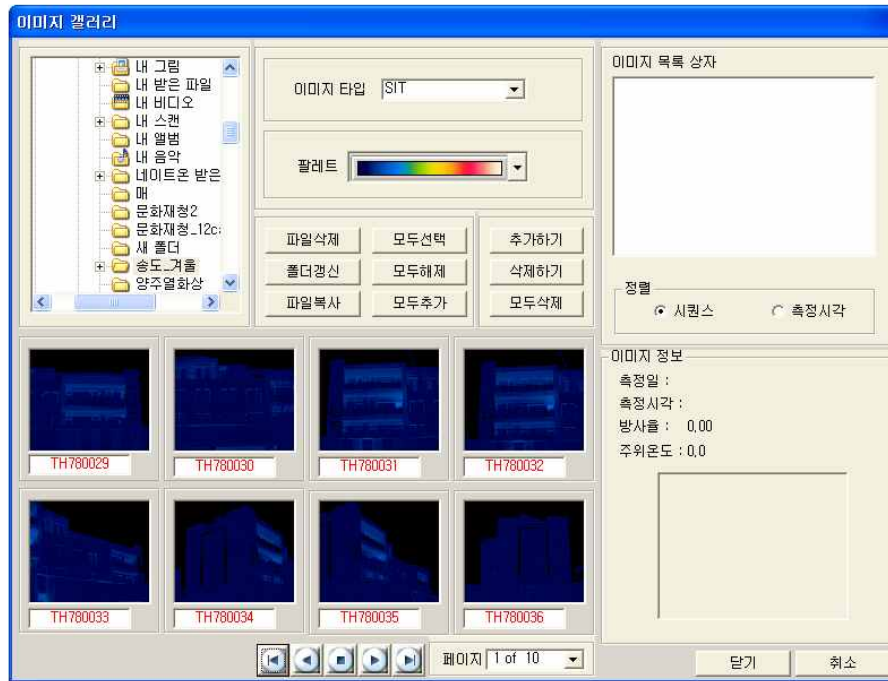 이미지 갤러리
내 그림
내 받은 파일
내 비디오
내 스캔
내 앨범
내 음악
네이트온 받은
매
문화재청2
문화재청_12c
새 폴더
송도_겨울
양주열화상
이미지 타입 SIT
팔레트
파일삭제 모두선택 추가하기
폴더갱신 모두해제 삭제하기
파일복사 모두추가 모두삭제
이미지 목록 상자
정렬
시퀀스 측정시각
이미지 정보
측정일 :
측정시각 :
방사율 : 0,00
주위온도 : 0,0
TH780029 TH780030 TH780031 TH780032
TH780033 TH780034 TH780035 TH780036
페이지 1 of 10
닫기 취소